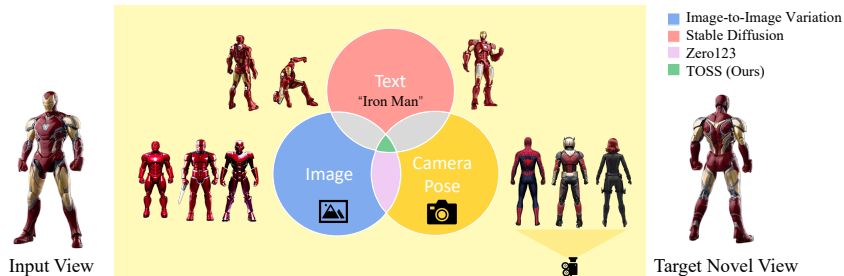 Image-to-Image Variation
Stable Diffusion
Zero123
TOSS (Ours)
Text
“Iron Man”
Image
Camera
Pose
Input View
Target Novel View